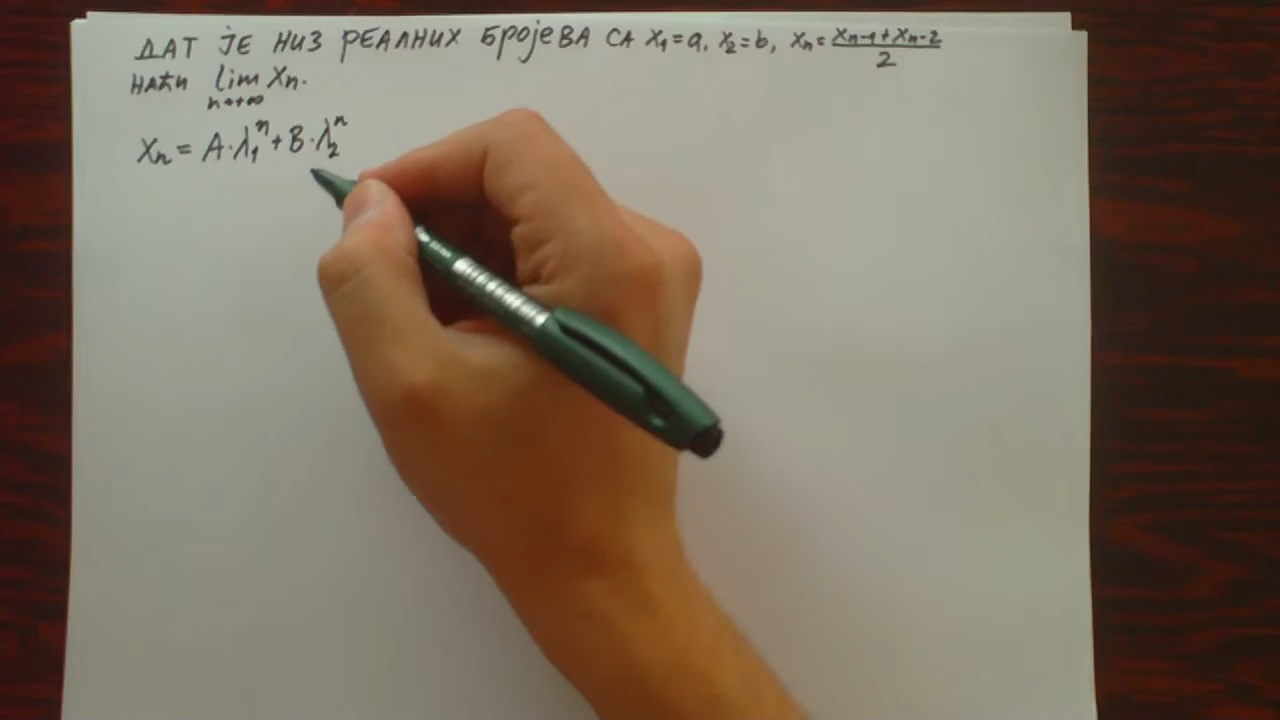 ДАТ ЈЕ НИЗ РЕАЛНИХ БРОЈЕВА СА x₁=a, x₂=b, xₙ=(xₙ₋₁+xₙ₋₂)/2
НАЋИ lim xₙ.
n→+∞
xₙ = A·λ₁ⁿ + B·λ₂ⁿ